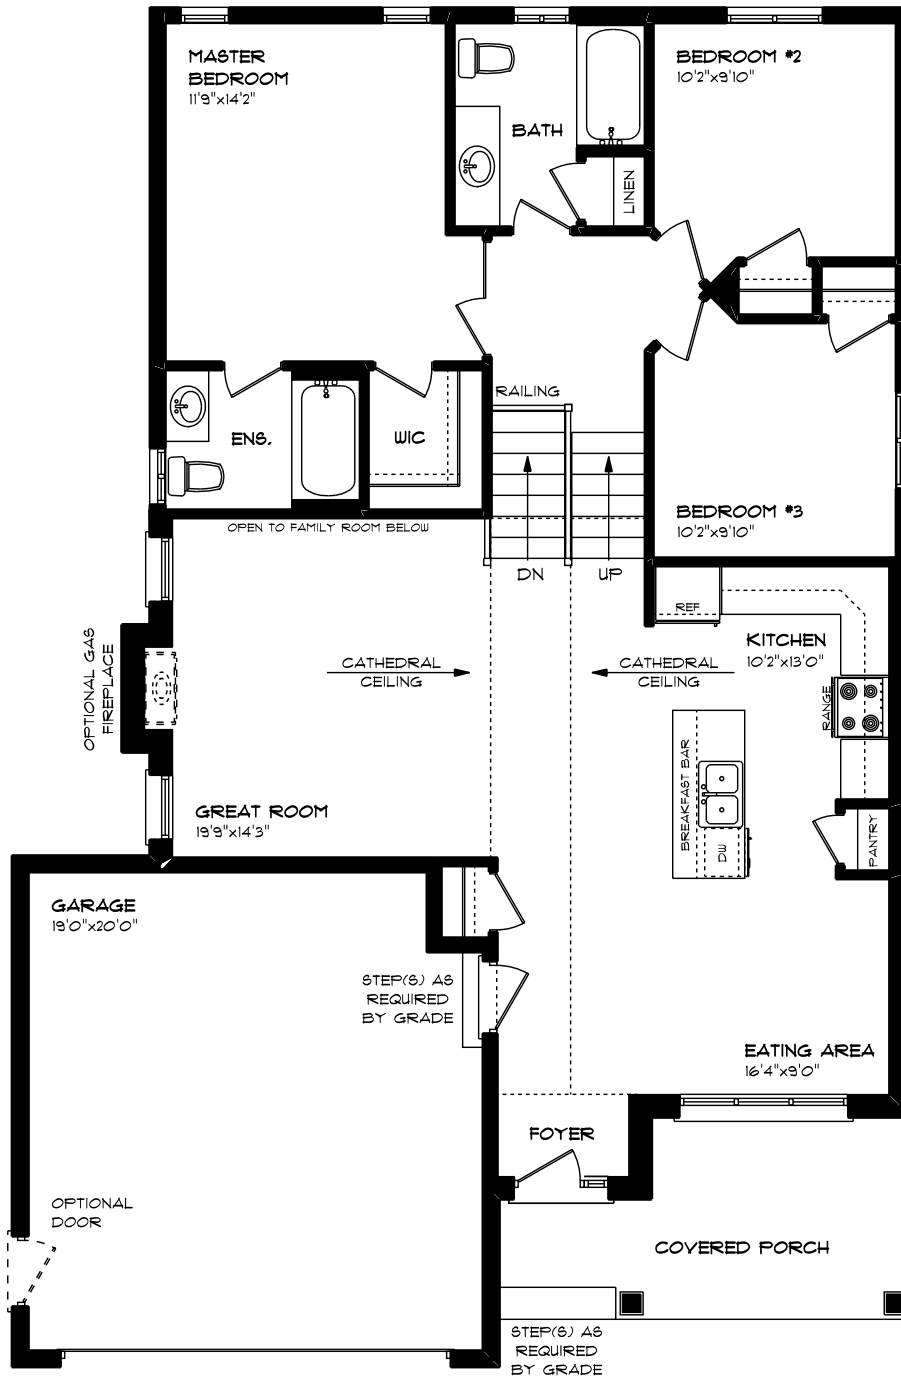 MASTER
BEDROOM
11'9"x14'2"
BATH
LINEN
BEDROOM #2
10'2"x9'10"
ENS.
WIC
RAILING
BEDROOM #3
10'2"x9'10"
OPEN TO FAMILY ROOM BELOW
DN
UP
REF
KITCHEN
10'2"x13'0"
OPTIONAL GAS
FIREPLACE
CATHEDRAL
CEILING
CATHEDRAL
CEILING
RANGE
BREAKFAST BAR
DW
PANTRY
GREAT ROOM
19'9"x14'3"
GARAGE
19'0"x20'0"
STEP(S) AS
REQUIRED
BY GRADE
EATING AREA
16'4"x9'0"
FOYER
OPTIONAL
DOOR
COVERED PORCH
STEP(S) AS
REQUIRED
BY GRADE